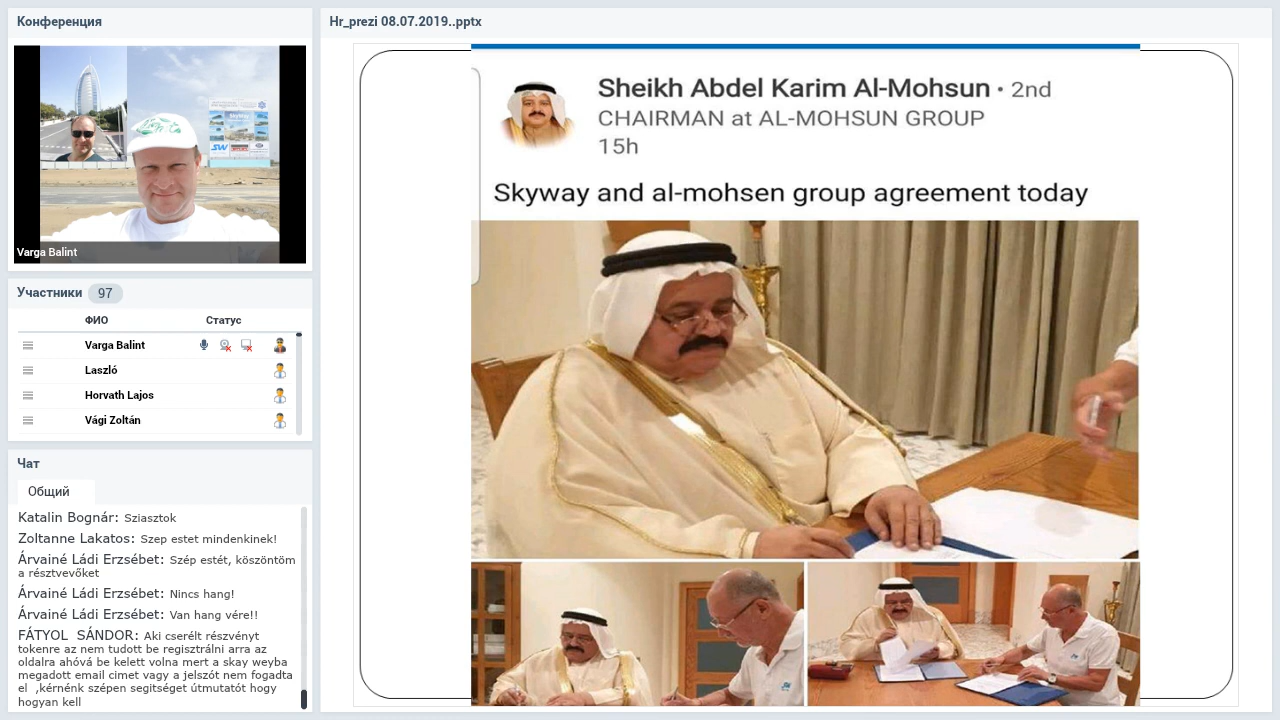 Конференция
SkyWay
SW
Varga Balint
Участники 97
ФИО Статус
Varga Balint
Laszló
Horvath Lajos
Vági Zoltán
Чат
Общий
Katalin Bognár: Sziasztok
Zoltanne Lakatos: Szep estet mindenkinek!
Árvainé Ládi Erzsébet: Szép estét, köszöntöm
a résztvevőket
Árvainé Ládi Erzsébet: Nincs hang!
Árvainé Ládi Erzsébet: Van hang vére!!
FÁTYOL SÁNDOR: Aki cserélt részvényt
tokenre az nem tudott be regisztrálni arra az
oldalra ahóvá be kelett volna mert a skay weyba
megadott email cimet vagy a jelszót nem fogadta
el ,kérnénk szépen segitséget útmutatót hogy
hogyan kell
Hr_prezi 08.07.2019..pptx
Sheikh Abdel Karim Al-Mohsun • 2nd
CHAIRMAN at AL-MOHSUN GROUP
15h
Skyway and al-mohsen group agreement today